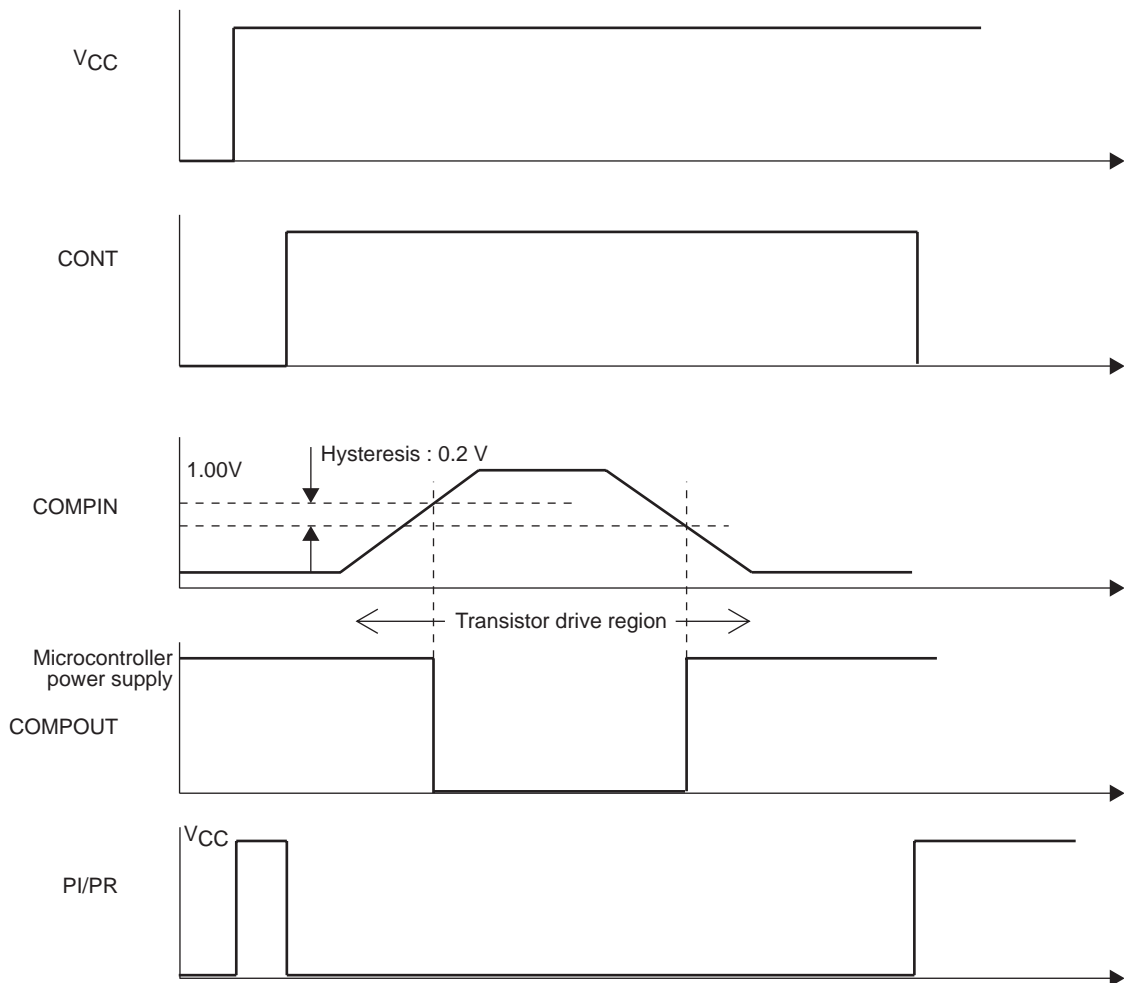 VCC
CONT
Hysteresis : 0.2 V
1.00V
COMPIN
Transistor drive region
Microcontroller
power supply
COMPOUT
VCC
PI/PR